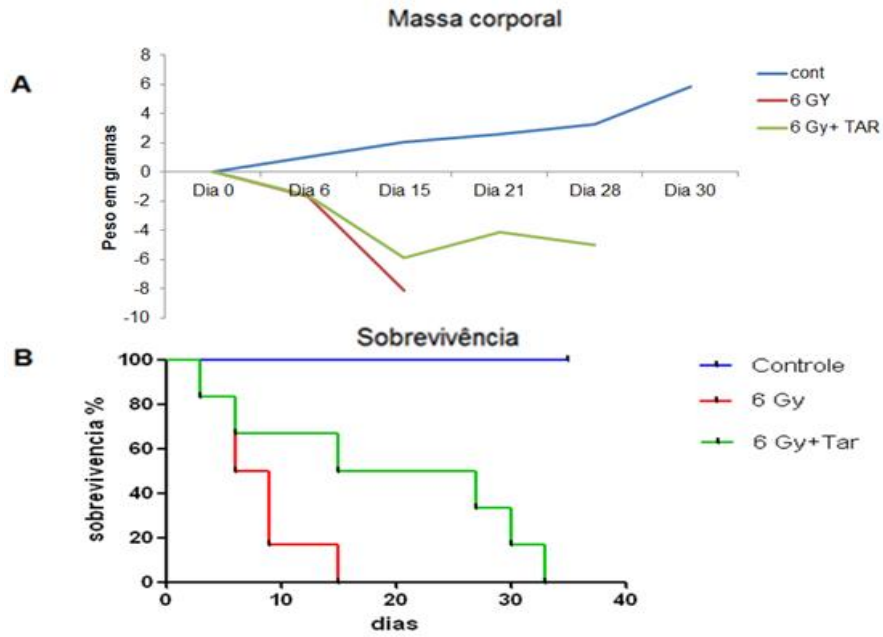 Massa corporal
A
Peso em gramas
8
6
4
2
0
-2
-4
-6
-8
-10
Dia 0 Dia 6 Dia 15 Dia 21 Dia 28 Dia 30
cont
6 GY
6 Gy+ TAR
B
Sobrevivência
sobrevivencia %
100
80
60
40
20
0
0 10 20 30 40
dias
Controle
6 Gy
6 Gy+Tar